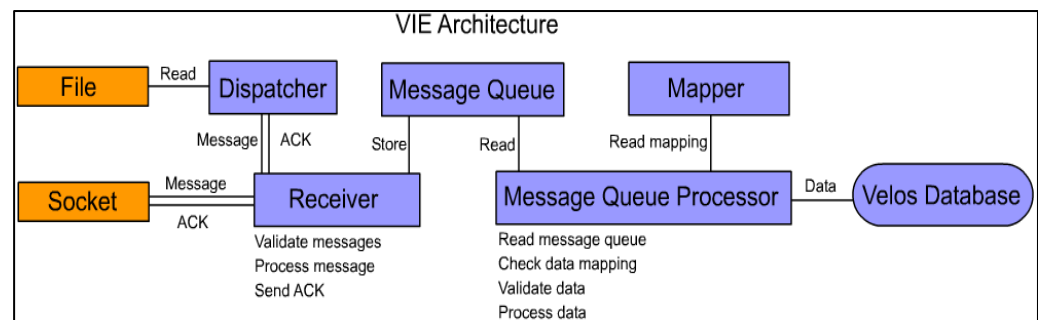 VIE Architecture
File
Read
Dispatcher
Message Queue
Mapper
Message
ACK
Store
Read
Read mapping
Socket
Message
ACK
Receiver
Message Queue Processor
Data
Velos Database
Validate messages
Process message
Send ACK
Read message queue
Check data mapping
Validate data
Process data